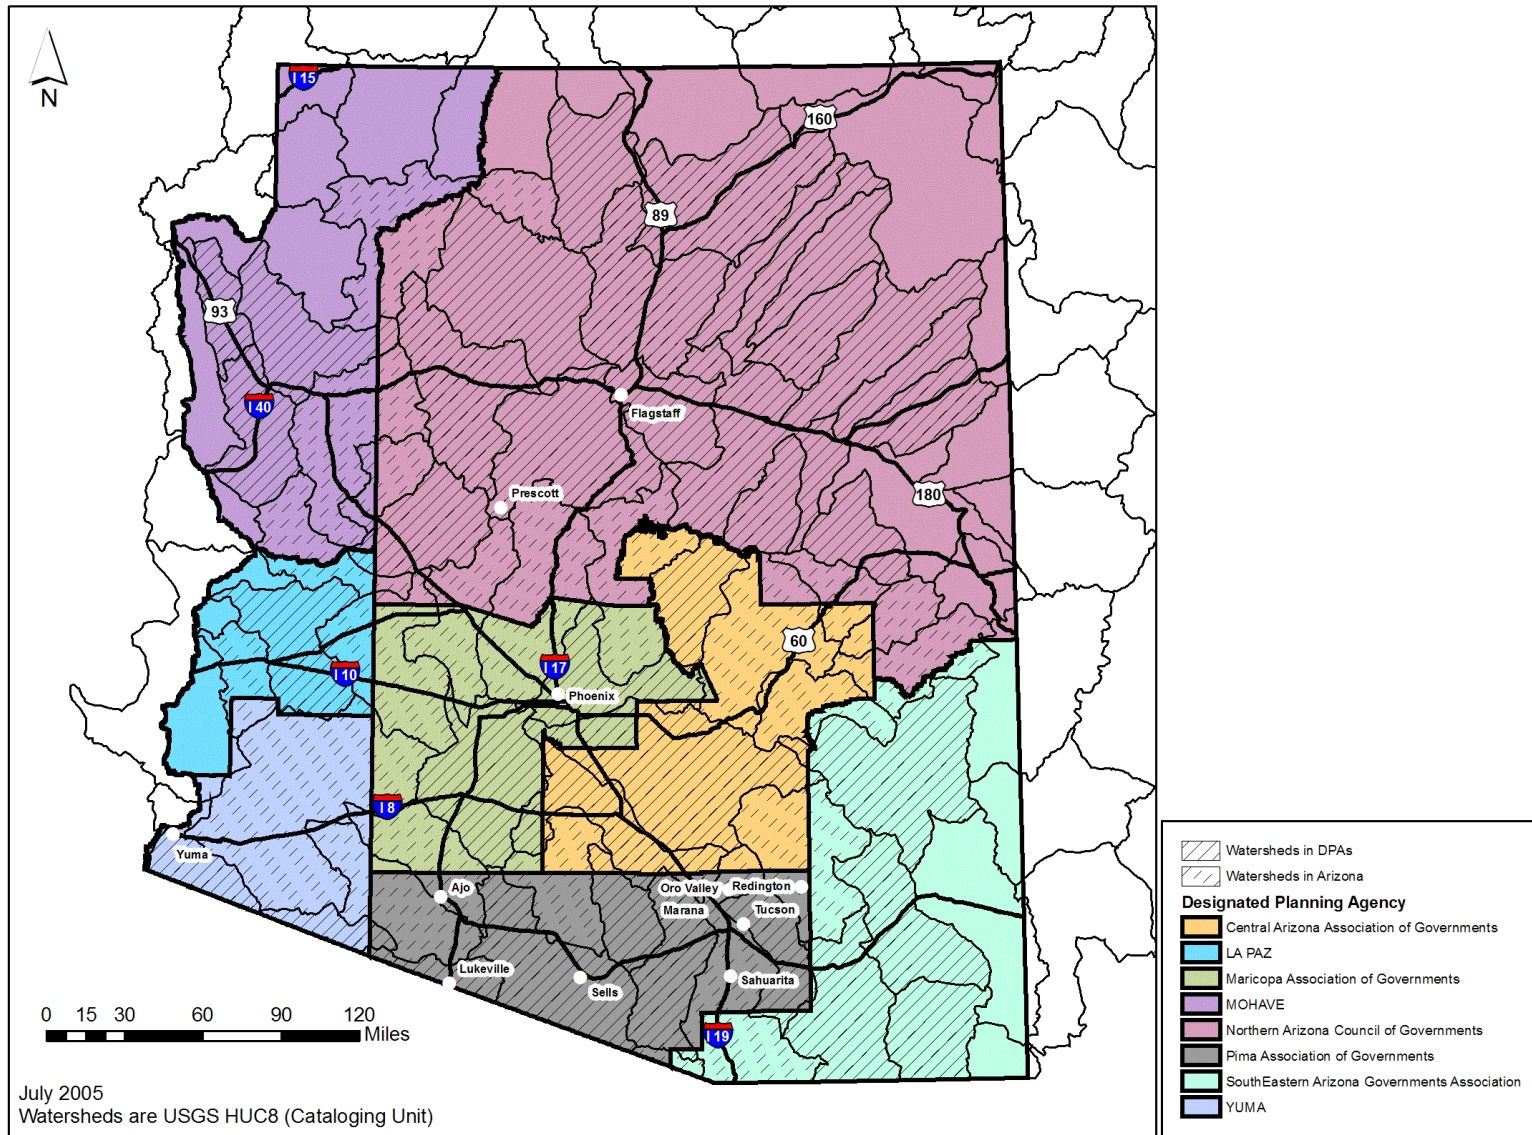 N
I 15
160
89
93
I 40
Flagstaff
180
Prescott
60
I 17
I 10
Phoenix
I 8
Yuma
Ajo
Oro Valley
Redington
Marana
Tucson
Lukeville
Sells
Sahuarita
I 19
0 15 30 60 90 120
Miles
July 2005
Watersheds are USGS HUC8 (Cataloging Unit)
Watersheds in DPAs
Watersheds in Arizona
Designated Planning Agency
Central Arizona Association of Governments
LA PAZ
Maricopa Association of Governments
MOHAVE
Northern Arizona Council of Governments
Pima Association of Governments
SouthEastern Arizona Governments Association
YUMA